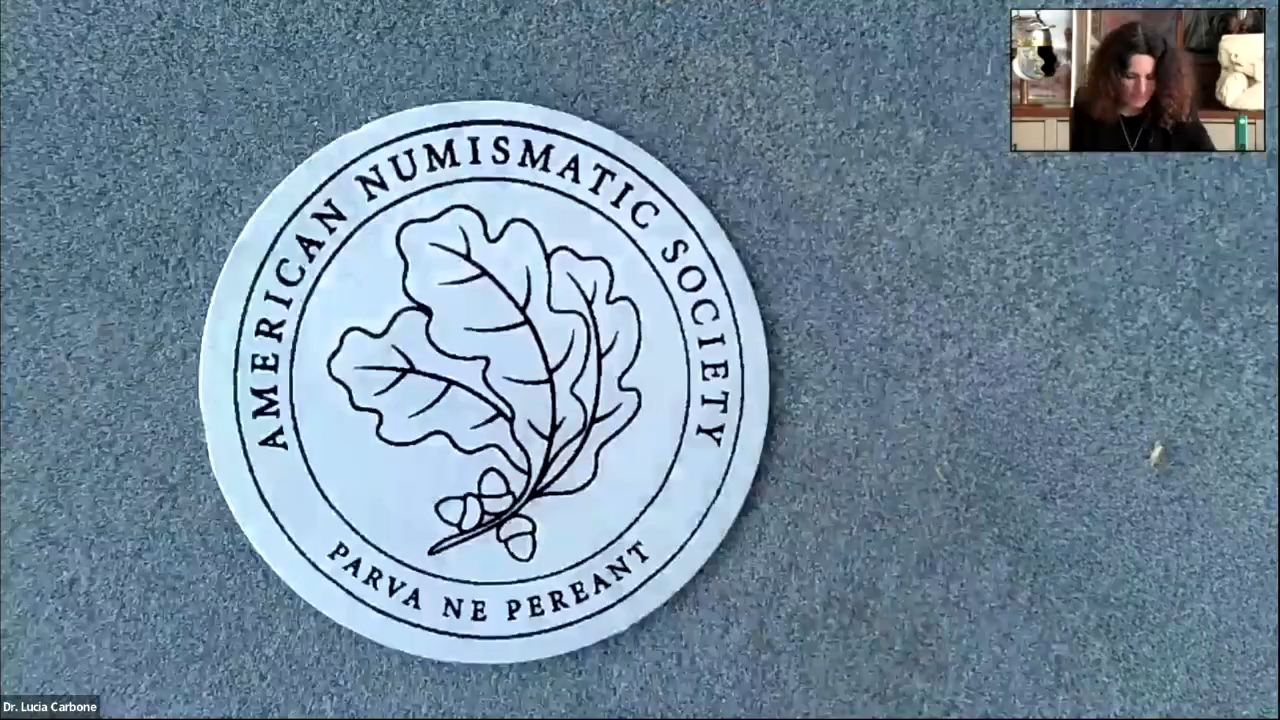 AMERICAN NUMISMATIC SOCIETY
PARVA NE PEREANT
Dr. Lucia Carbone